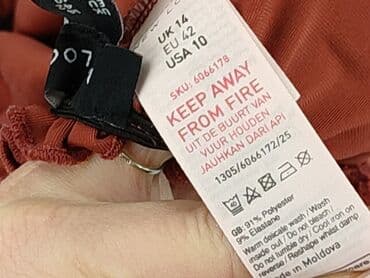 UK 14
EU 42
USA 10
SKU: 6066178
KEEP AWAY
FROM FIRE
UIT DE BUURT VAN
VUUR HOUDEN
JAUHKAN DARI API
1305/6066172/25
40
GB: 91% Polyester
9% Elastane
Warm delicate wash / Wash
/ Do not bleach /
Do not tumble dry / Cool iron on
reverse / Reshape whilst damp
in Moldova